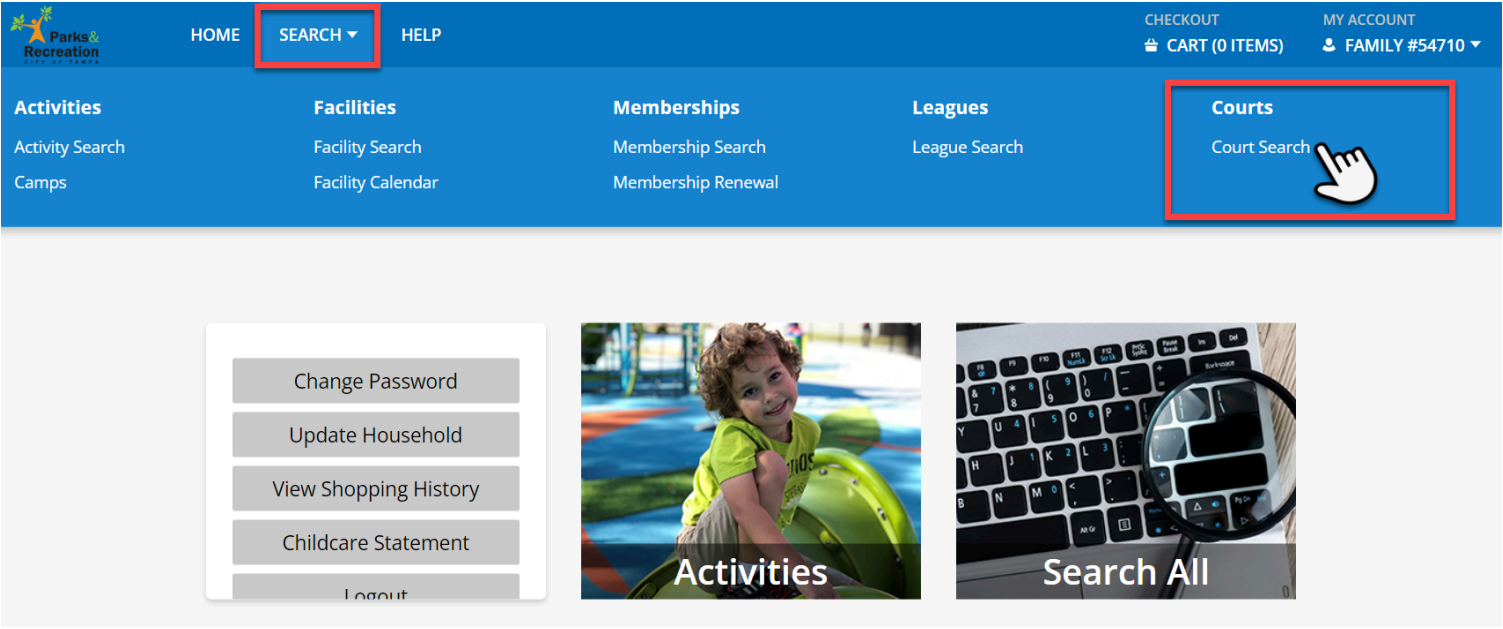 Parks&
Recreation
CITY OF TAMPA
HOME
SEARCH
HELP
CHECKOUT
CART (0 ITEMS)
MY ACCOUNT
FAMILY #54710
Activities
Activity Search
Camps
Facilities
Facility Search
Facility Calendar
Memberships
Membership Search
Membership Renewal
Leagues
League Search
Courts
Court Search
Change Password
Update Household
View Shopping History
Childcare Statement
Logout
Activities
Search All